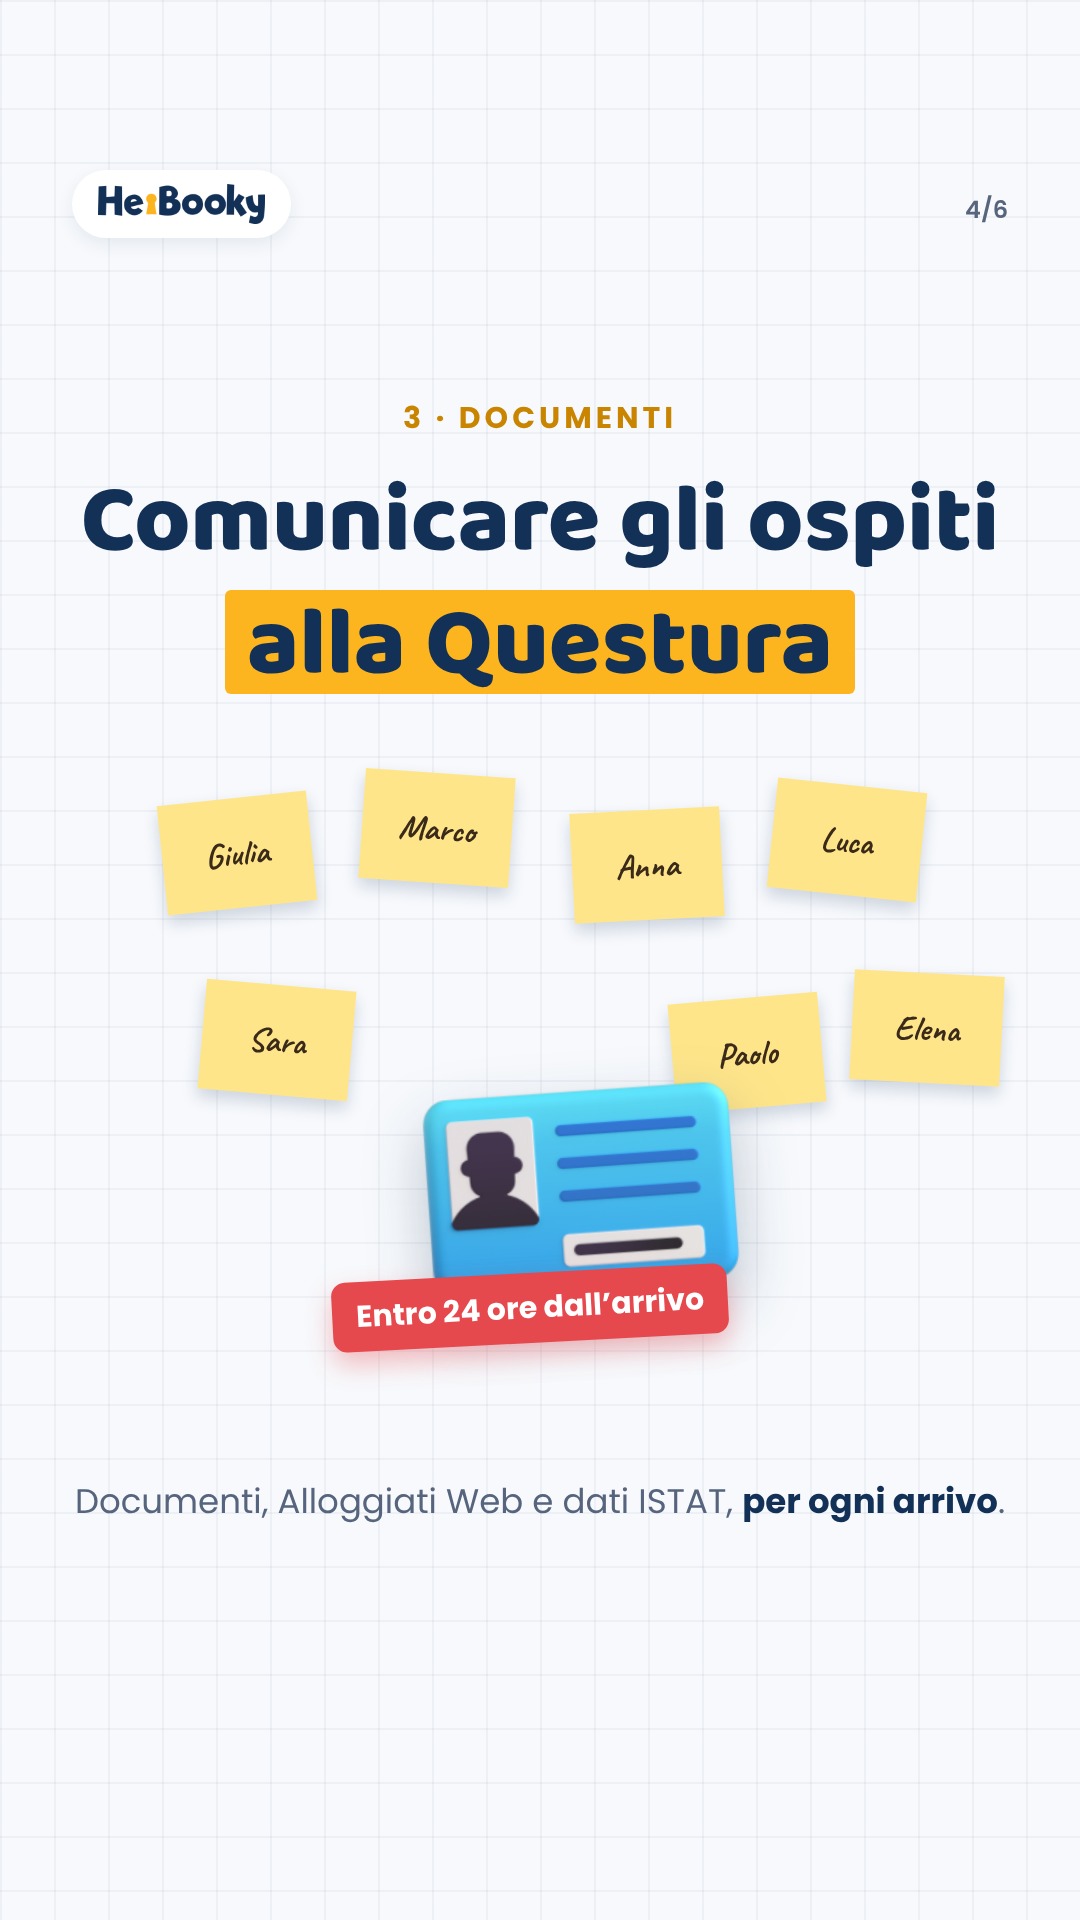 HeiBooky
4/6
3 · DOCUMENTI
Comunicare gli ospiti
alla Questura
Giulia
Marco
Anna
Luca
Sara
Paolo
Elena
Entro 24 ore dall’arrivo
Documenti, Alloggiati Web e dati ISTAT, per ogni arrivo.